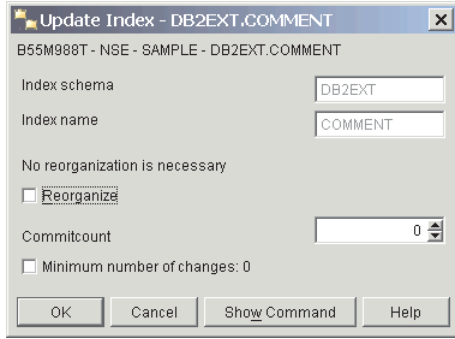 Update Index - DB2EXT.COMMENT
B55M988T - NSE - SAMPLE - DB2EXT.COMMENT
Index schema DB2EXT
Index name COMMENT
No reorganization is necessary
Reorganize
Commitcount 0
Minimum number of changes: 0
OK Cancel Show Command Help